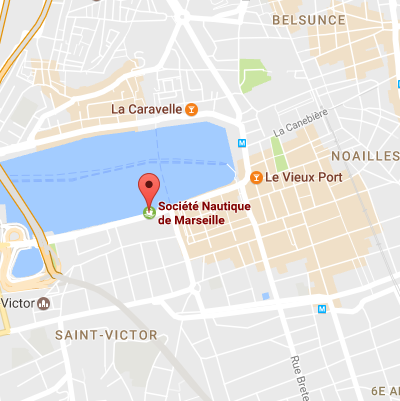 BELSUNCE
La Caravelle
La Canebière
M
NOAILLES
Le Vieux Port
Société Nautique
de Marseille
Victor
M
SAINT-VICTOR
Rue Brete
6E A